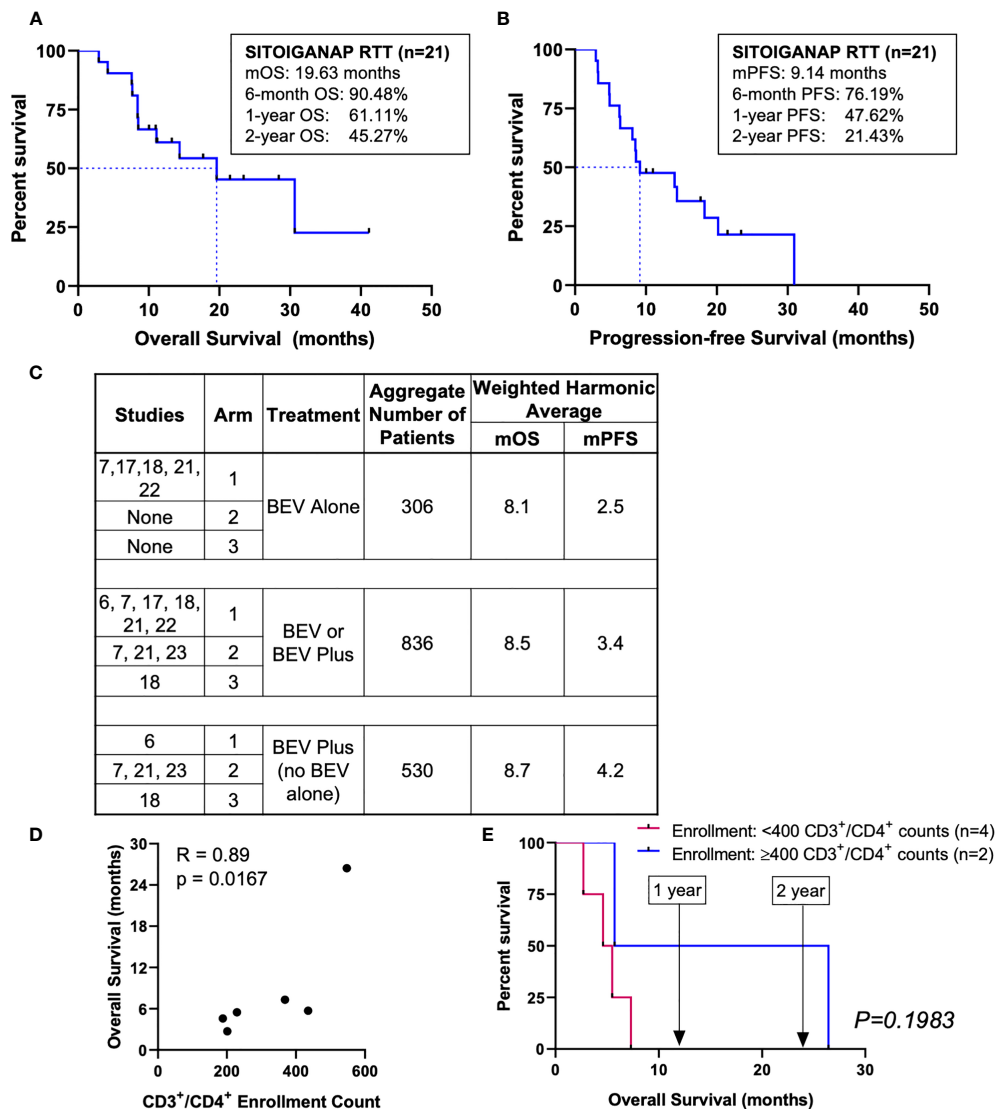 A
SITOIGANAP RTT (n=21)
mOS: 19.63 months
6-month OS: 90.48%
1-year OS: 61.11%
2-year OS: 45.27%
100
75
50
25
0
Percent survival
0 10 20 30 40 50
Overall Survival (months)
B
SITOIGANAP RTT (n=21)
mPFS: 9.14 months
6-month PFS: 76.19%
1-year PFS: 47.62%
2-year PFS: 21.43%
100
75
50
25
0
Percent survival
0 10 20 30 40 50
Progression-free Survival (months)
C
Studies Arm Treatment Aggregate Number of Patients Weighted Harmonic Average
mOS mPFS
7,17,18, 21, 22 1 BEV Alone 306 8.1 2.5
None 2
None 3
6, 7, 17, 18, 21, 22 1 BEV or BEV Plus 836 8.5 3.4
7, 21, 23 2
18 3
6 1 BEV Plus (no BEV alone) 530 8.7 4.2
7, 21, 23 2
18 3
D
R = 0.89
p = 0.0167
30
24
18
12
6
0
Overall Survival (months)
0 200 400 600
CD3+/CD4+ Enrollment Count
E
Enrollment: <400 CD3+/CD4+ counts (n=4)
Enrollment: ≥400 CD3+/CD4+ counts (n=2)
100
75
50
25
0
Percent survival
1 year
2 year
P=0.1983
0 10 20 30
Overall Survival (months)